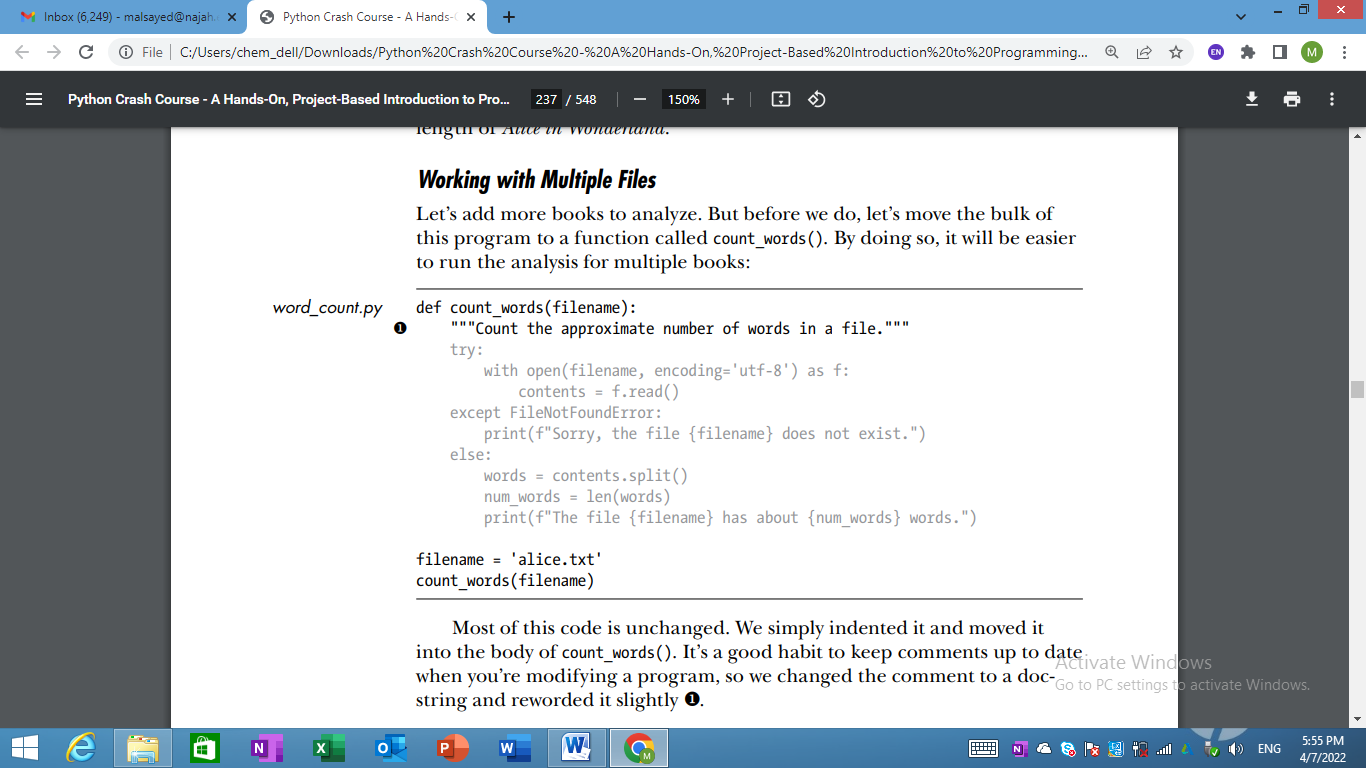 Inbox (6,249) - malsayed@najah.
Python Crash Course - A Hands-
File
C:/Users/chem_dell/Downloads/Python%20Crash%20Course%20-%20A%20Hands-On,%20Project-Based%20Introduction%20to%20Programming...
EN
M
Python Crash Course - A Hands-On, Project-Based Introduction to Pro...
237 / 548
150%
length of Alice in Wonderland.
Working with Multiple Files
Let’s add more books to analyze. But before we do, let’s move the bulk of
this program to a function called count_words(). By doing so, it will be easier
to run the analysis for multiple books:
word_count.py
def count_words(filename):
❶ """Count the approximate number of words in a file."""
try:
with open(filename, encoding='utf-8') as f:
contents = f.read()
except FileNotFoundError:
print(f"Sorry, the file {filename} does not exist.")
else:
words = contents.split()
num_words = len(words)
print(f"The file {filename} has about {num_words} words.")
filename = 'alice.txt'
count_words(filename)
Most of this code is unchanged. We simply indented it and moved it
into the body of count_words(). It’s a good habit to keep comments up to date
when you’re modifying a program, so we changed the comment to a doc-
string and reworded it slightly ❶.
Activate Windows
Go to PC settings to activate Windows.
ENG
5:55 PM
4/7/2022